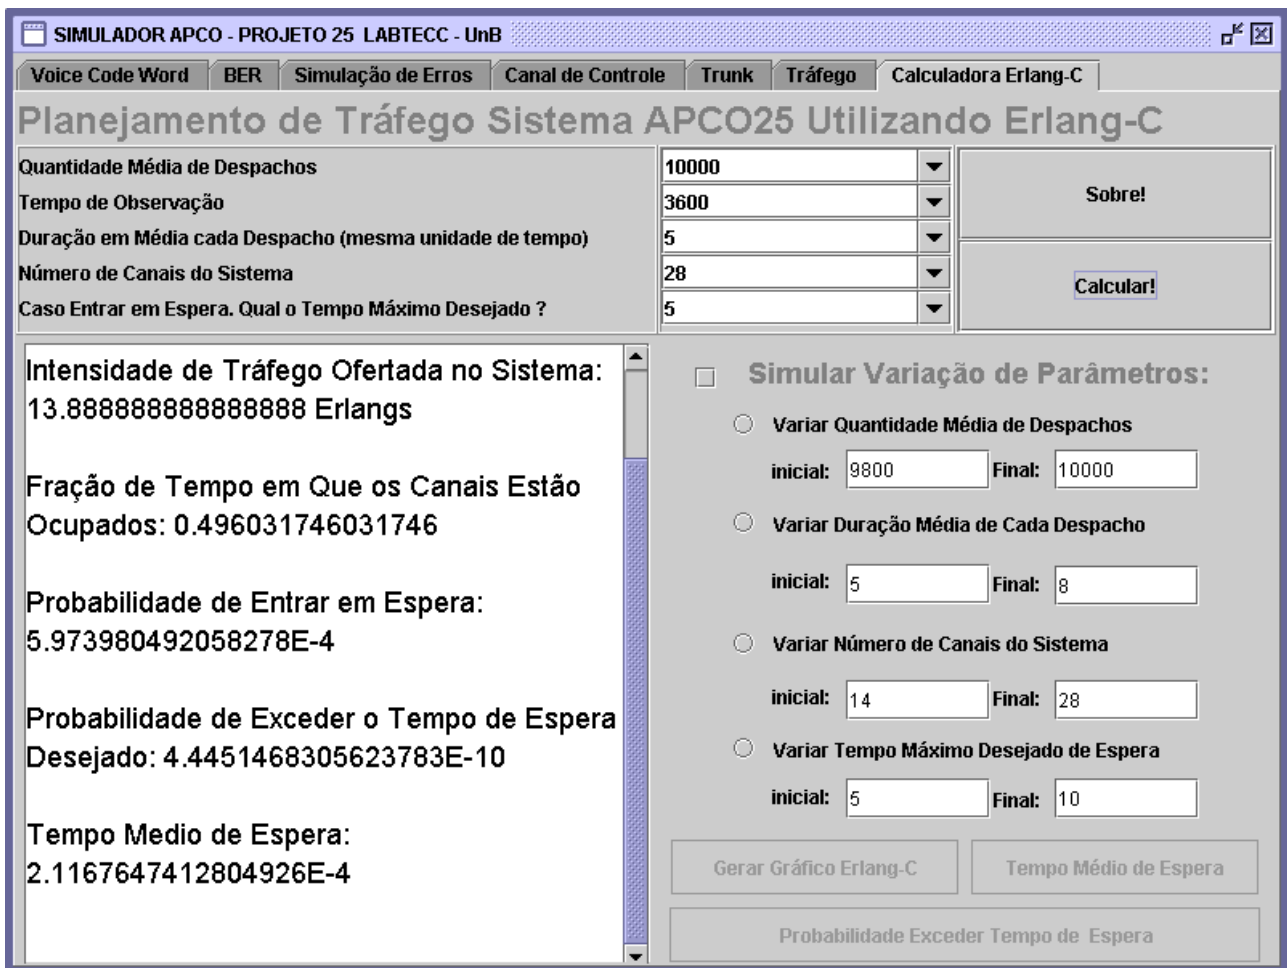 SIMULADOR APCO - PROJETO 25 LABTECC - UnB
Voice Code Word BER Simulação de Erros Canal de Controle Trunk Tráfego Calculadora Erlang-C
Planejamento de Tráfego Sistema APCO25 Utilizando Erlang-C
Quantidade Média de Despachos 10000
Tempo de Observação 3600
Duração em Média cada Despacho (mesma unidade de tempo) 5
Número de Canais do Sistema 28
Caso Entrar em Espera. Qual o Tempo Máximo Desejado ? 5
Sobre!
Calcular!
Intensidade de Tráfego Ofertada no Sistema:
13.888888888888888 Erlangs
Fração de Tempo em Que os Canais Estão
Ocupados: 0.496031746031746
Probabilidade de Entrar em Espera:
5.973980492058278E-4
Probabilidade de Exceder o Tempo de Espera
Desejado: 4.4451468305623783E-10
Tempo Medio de Espera:
2.1167647412804926E-4
Simular Variação de Parâmetros:
Variar Quantidade Média de Despachos
inicial: 9800 Final: 10000
Variar Duração Média de Cada Despacho
inicial: 5 Final: 8
Variar Número de Canais do Sistema
inicial: 14 Final: 28
Variar Tempo Máximo Desejado de Espera
inicial: 5 Final: 10
Gerar Gráfico Erlang-C Tempo Médio de Espera
Probabilidade Exceder Tempo de Espera